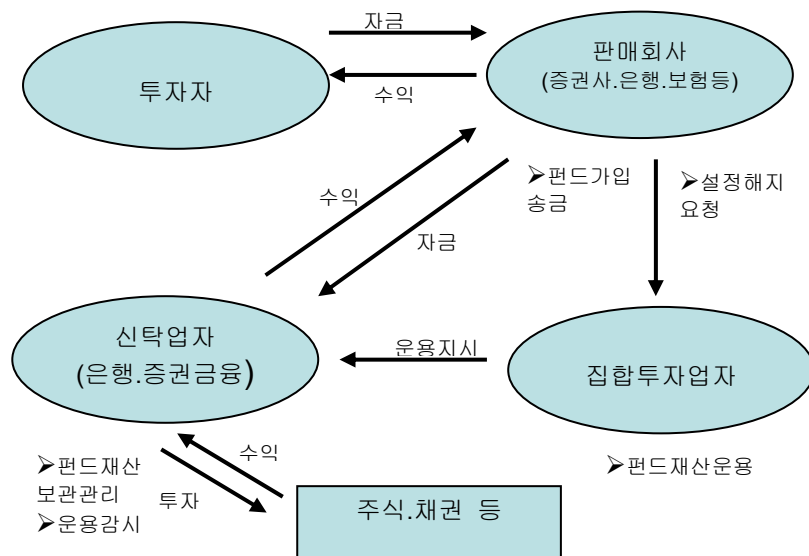 자금
투자자
판매회사
(증권사.은행.보험등)
수익
➢펀드가입
송금
➢설정해지
요청
수익
자금
신탁업자
(은행.증권금융)
운용지시
집합투자업자
➢펀드재산
보관관리
➢운용감시
수익
투자
➢펀드재산운용
주식.채권 등